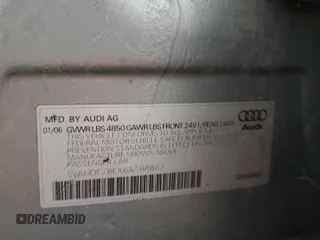 MFD. BY AUDI AG
01/06 GVWR LBS 4850 GAWR LBS FRONT 2491/REAR 2405
THIS VEHICLE CONFORMS TO ALL APPLICABLE
FEDERAL MOTOR VEHICLE SAFETY, BUMPER AND THEFT
PREVENTION STANDARDS IN EFFECT ON THE DATE OF
MANUFACTURE SHOWN ABOVE.
PASSENGER CAR
Audi
DREAMBID